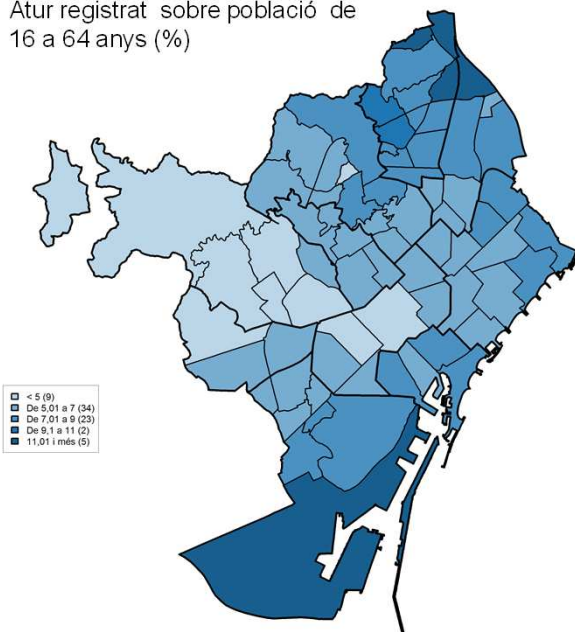 Atur registrat sobre població de
16 a 64 anys (%)
< 5 (9)
De 5,01 a 7 (34)
De 7,01 a 9 (23)
De 9,1 a 11 (2)
11,01 i més (5)